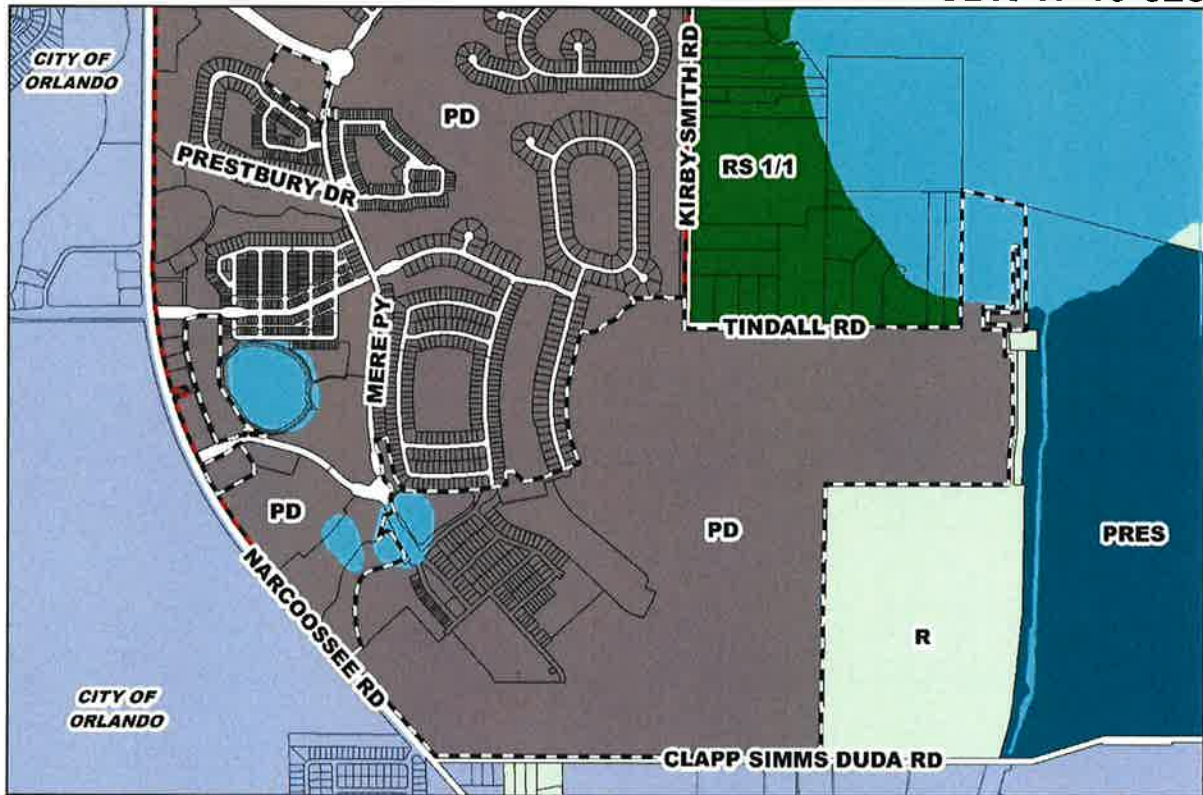 CITY OF
ORLANDO
PD
PRESTBURY DR
KIRBY-SMITH RD
RS 1/1
MERE PY
TINDALL RD
PD
PD
PRES
NARCOOSSEE RD
R
CITY OF
ORLANDO
CLAPP SIMMS DUDA RD